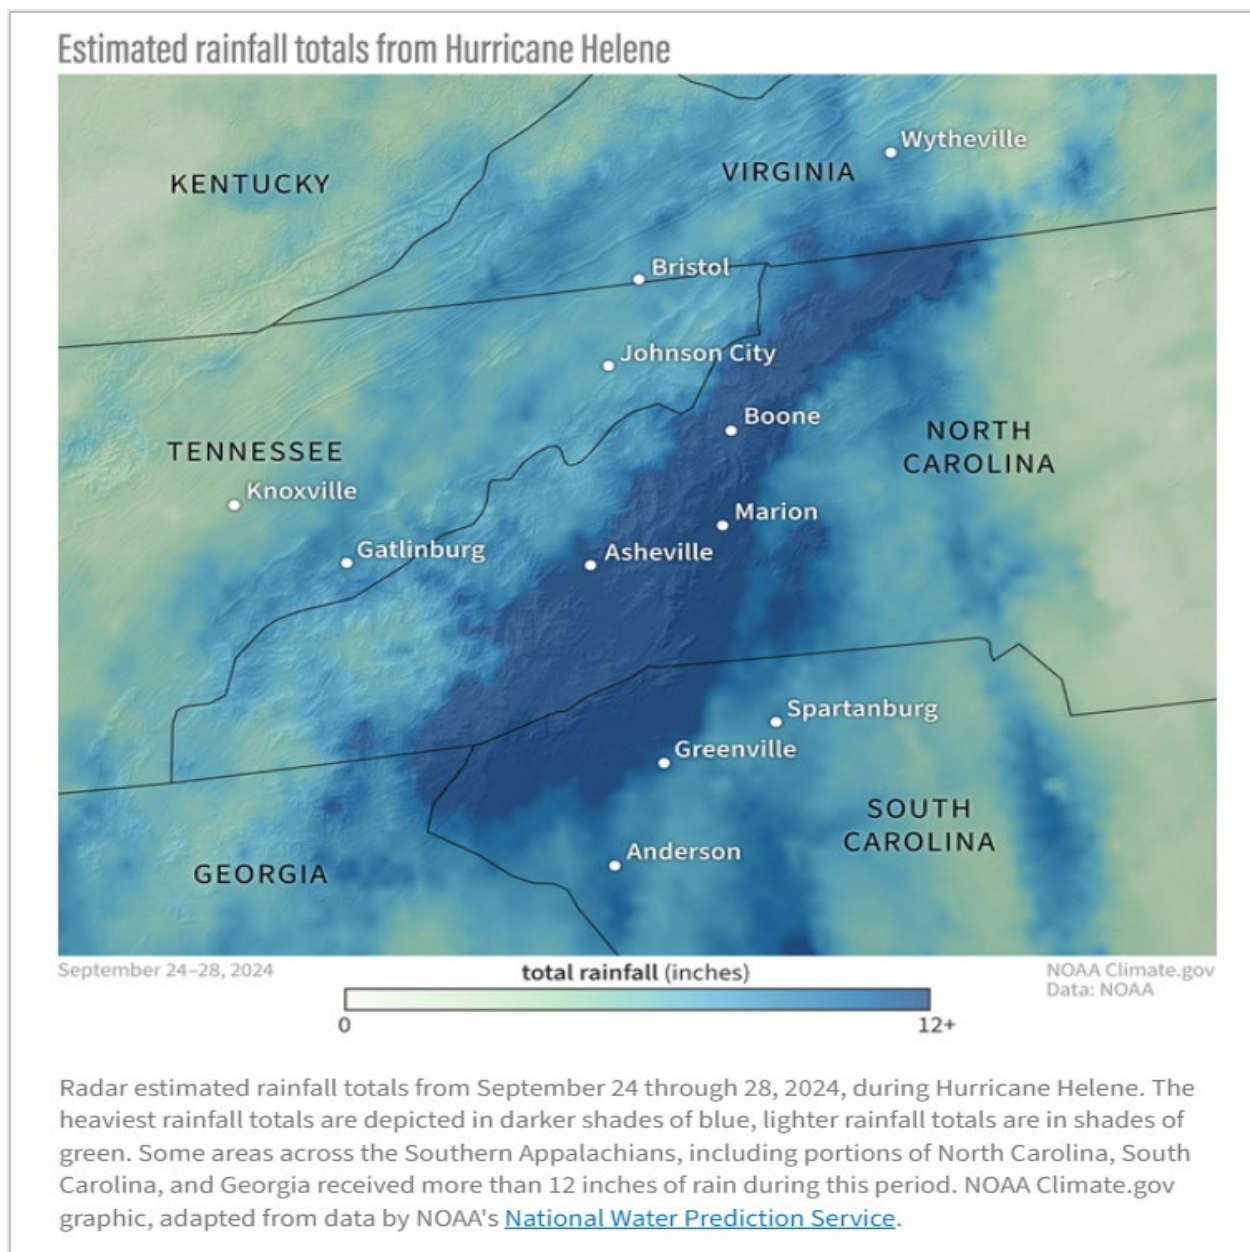 Estimated rainfall totals from Hurricane Helene
Wytheville
VIRGINIA
KENTUCKY
Bristol
Johnson City
Boone
NORTH
CAROLINA
TENNESSEE
Knoxville
Marion
Gatlinburg
Asheville
Spartanburg
Greenville
SOUTH
CAROLINA
Anderson
GEORGIA
September 24–28, 2024
total rainfall (inches)
NOAA Climate.gov
Data: NOAA
0
12+
Radar estimated rainfall totals from September 24 through 28, 2024, during Hurricane Helene. The
heaviest rainfall totals are depicted in darker shades of blue, lighter rainfall totals are in shades of
green. Some areas across the Southern Appalachians, including portions of North Carolina, South
Carolina, and Georgia received more than 12 inches of rain during this period. NOAA Climate.gov
graphic, adapted from data by NOAA's National Water Prediction Service.